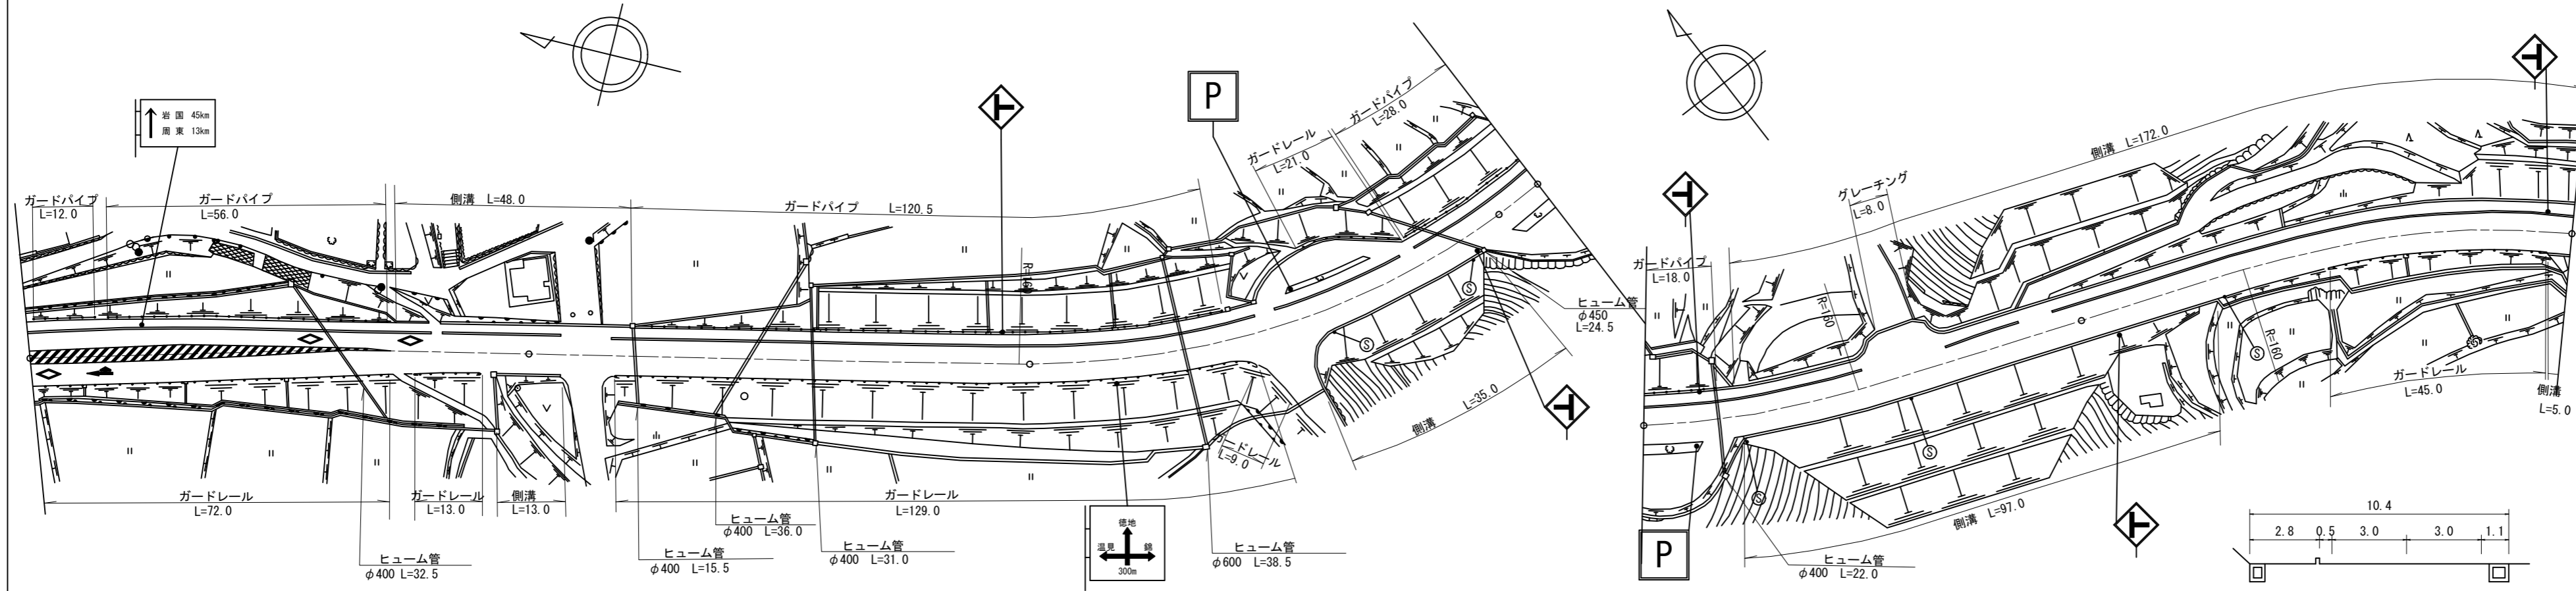 岩国 45km
周東 13km
ガードパイプ
L=12.0
ガードパイプ
L=56.0
側溝 L=48.0
ガードパイプ L=120.5
R=160
P
ガードレール
L=21.0
ガードパイプ
L=28.0
ヒューム管
φ450
L=24.5
S
S
側溝
L=35.0
ガードレール
L=9.0
ガードレール
L=72.0
ガードレール
L=13.0
側溝
L=13.0
ガードレール
L=129.0
ヒューム管
φ400 L=32.5
ヒューム管
φ400 L=15.5
ヒューム管
φ400 L=36.0
ヒューム管
φ400 L=31.0
徳地
温見 錦
300m
ヒューム管
φ600 L=38.5
ガードパイプ
L=18.0
グレーチング
L=8.0
側溝 L=172.0
R=160
R=160
S
S
S
ガードレール
L=45.0
側溝
L=5.0
側溝 L=97.0
P
ヒューム管
φ400 L=22.0
10.4
2.8 0.5 3.0 3.0 1.1